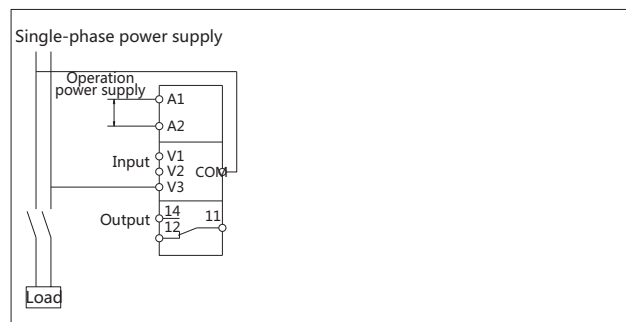 Single-phase power supply
Operation
power supply
A1
A2
Input
V1
V2
COM
V3
Output
14
11
12
Load